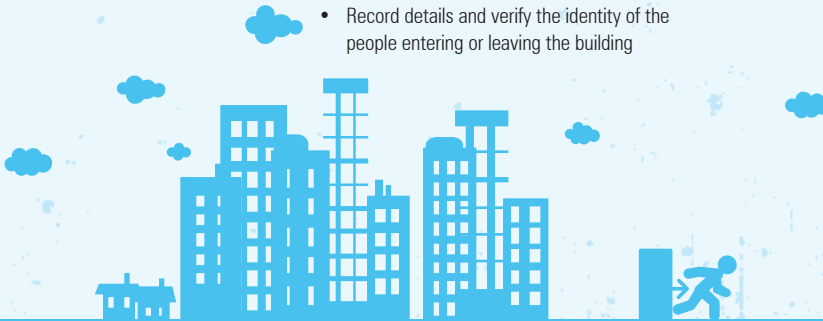 • Record details and verify the identity of the
people entering or leaving the building